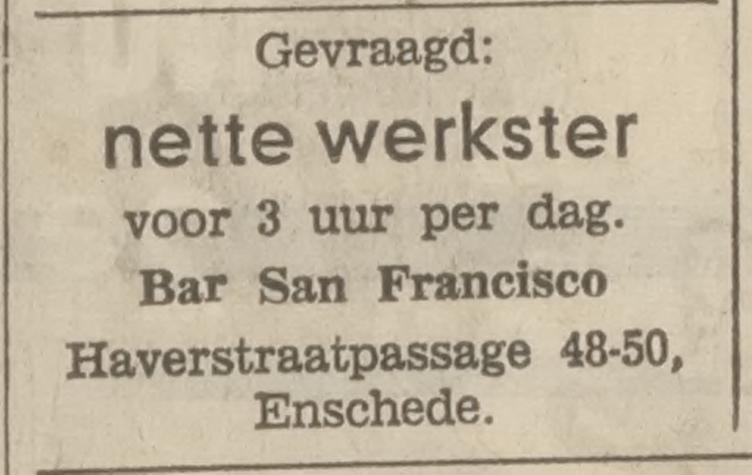 Gevraagd:
nette werkster
voor 3 uur per dag.
Bar San Francisco
Haverstraatpassage 48-50,
Enschede.